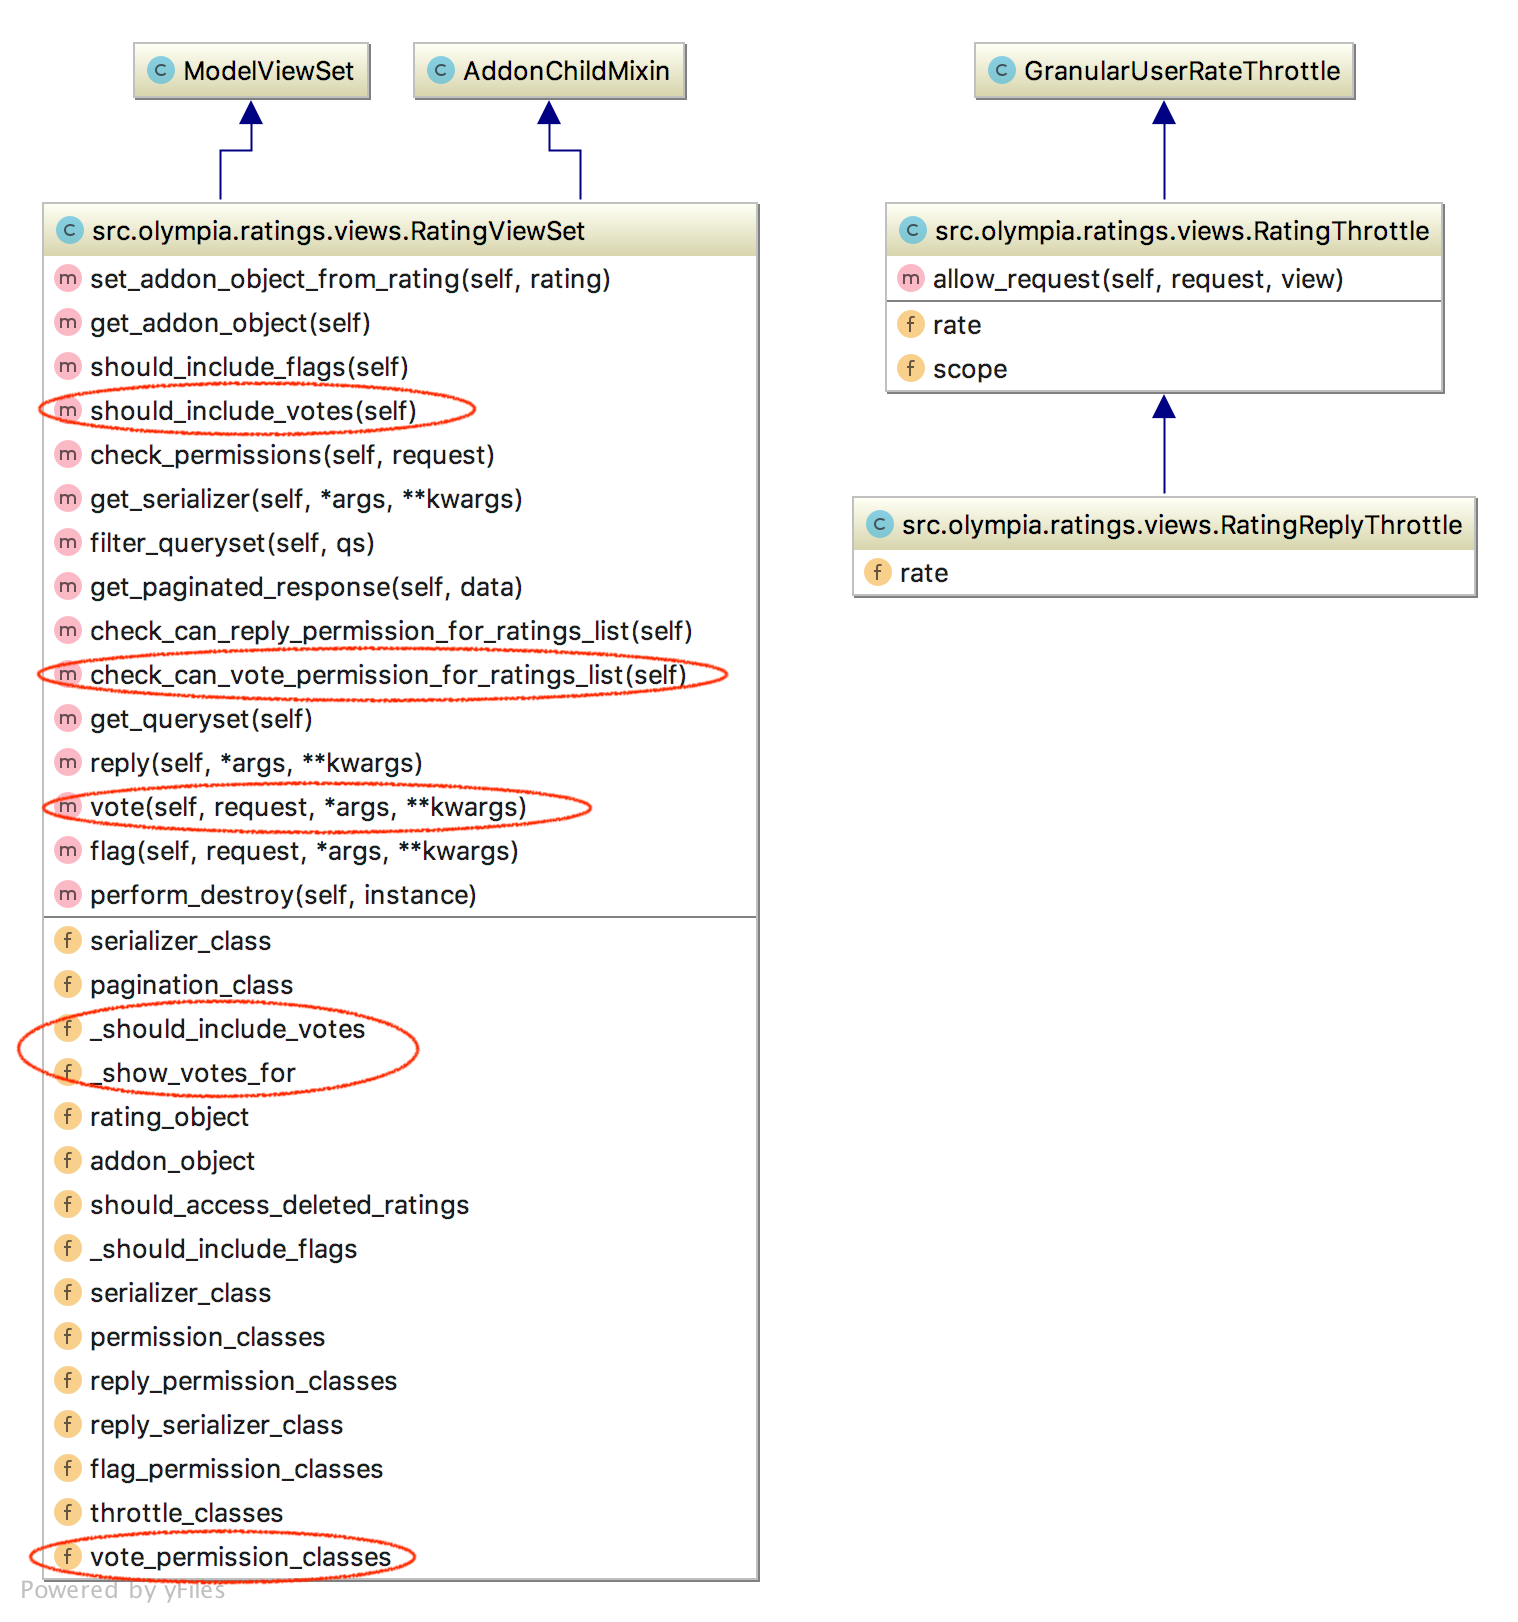 ModelViewSet
AddonChildMixin
GranularUserRateThrottle
src.olympia.ratings.views.RatingViewSet
set_addon_object_from_rating(self, rating)
get_addon_object(self)
should_include_flags(self)
should_include_votes(self)
check_permissions(self, request)
get_serializer(self, *args, **kwargs)
filter_queryset(self, qs)
get_paginated_response(self, data)
check_can_reply_permission_for_ratings_list(self)
check_can_vote_permission_for_ratings_list(self)
get_queryset(self)
reply(self, *args, **kwargs)
vote(self, request, *args, **kwargs)
flag(self, request, *args, **kwargs)
perform_destroy(self, instance)
serializer_class
pagination_class
_should_include_votes
_show_votes_for
rating_object
addon_object
should_access_deleted_ratings
_should_include_flags
serializer_class
permission_classes
reply_permission_classes
reply_serializer_class
flag_permission_classes
throttle_classes
vote_permission_classes
src.olympia.ratings.views.RatingThrottle
allow_request(self, request, view)
rate
scope
src.olympia.ratings.views.RatingReplyThrottle
rate
Powered by yFiles